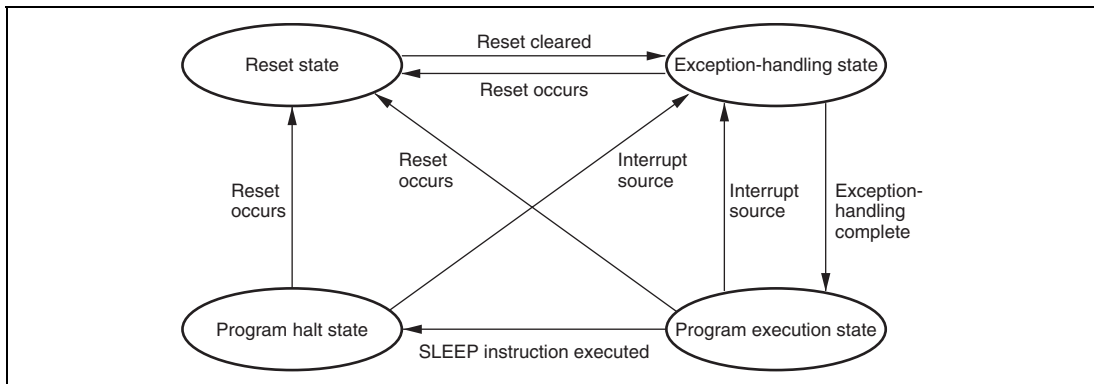 Reset cleared
Reset state
Exception-handling state
Reset occurs
Reset
occurs
Interrupt
source
Reset
occurs
Interrupt
source
Exception-
handling
complete
Program halt state
Program execution state
SLEEP instruction executed